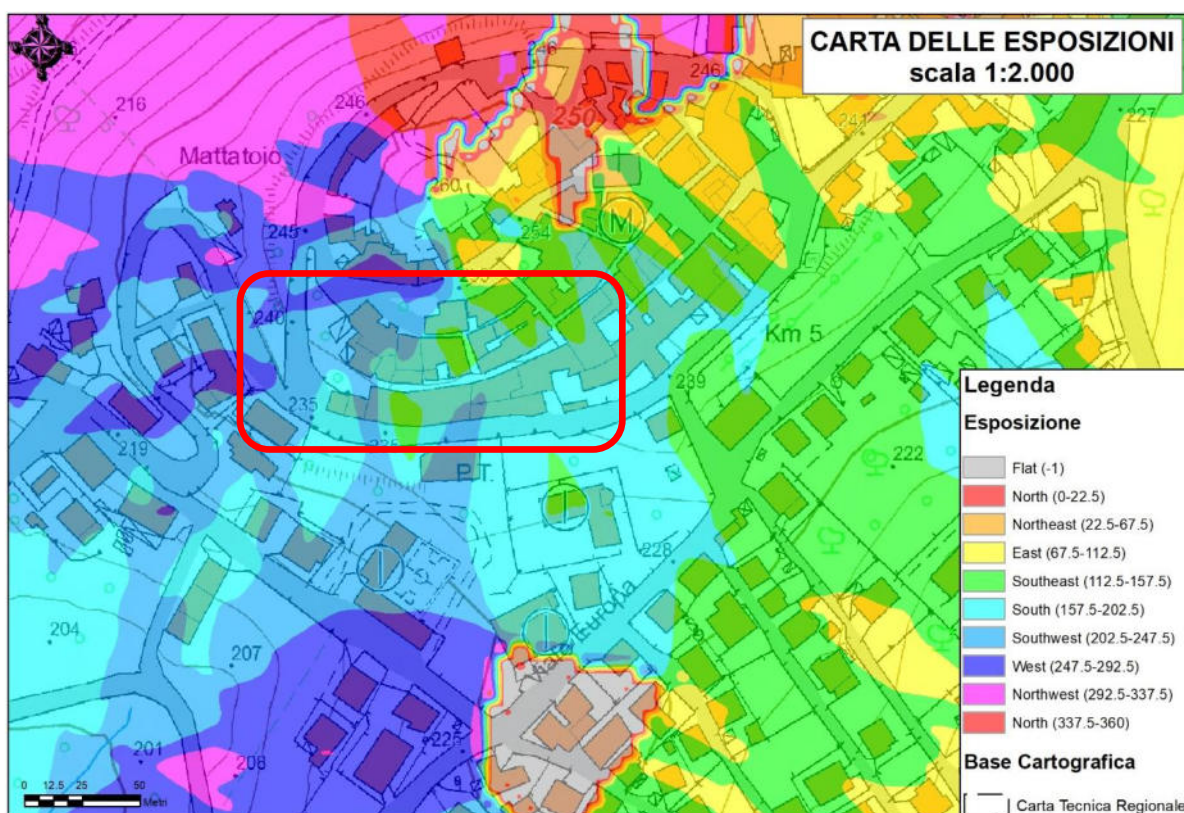 CARTA DELLE ESPOSIZIONI
scala 1:2.000
246
246
246
250
216
227
241
Mattatoio
260
M
254
245
240
Km 5
239
235
235
219
222
P.T.
228
Europa
204
207
225
201
208
0 12.5 25 50
Metri
Legenda
Esposizione
Flat (-1)
North (0-22.5)
Northeast (22.5-67.5)
East (67.5-112.5)
Southeast (112.5-157.5)
South (157.5-202.5)
Southwest (202.5-247.5)
West (247.5-292.5)
Northwest (292.5-337.5)
North (337.5-360)
Base Cartografica
Carta Tecnica Regionale